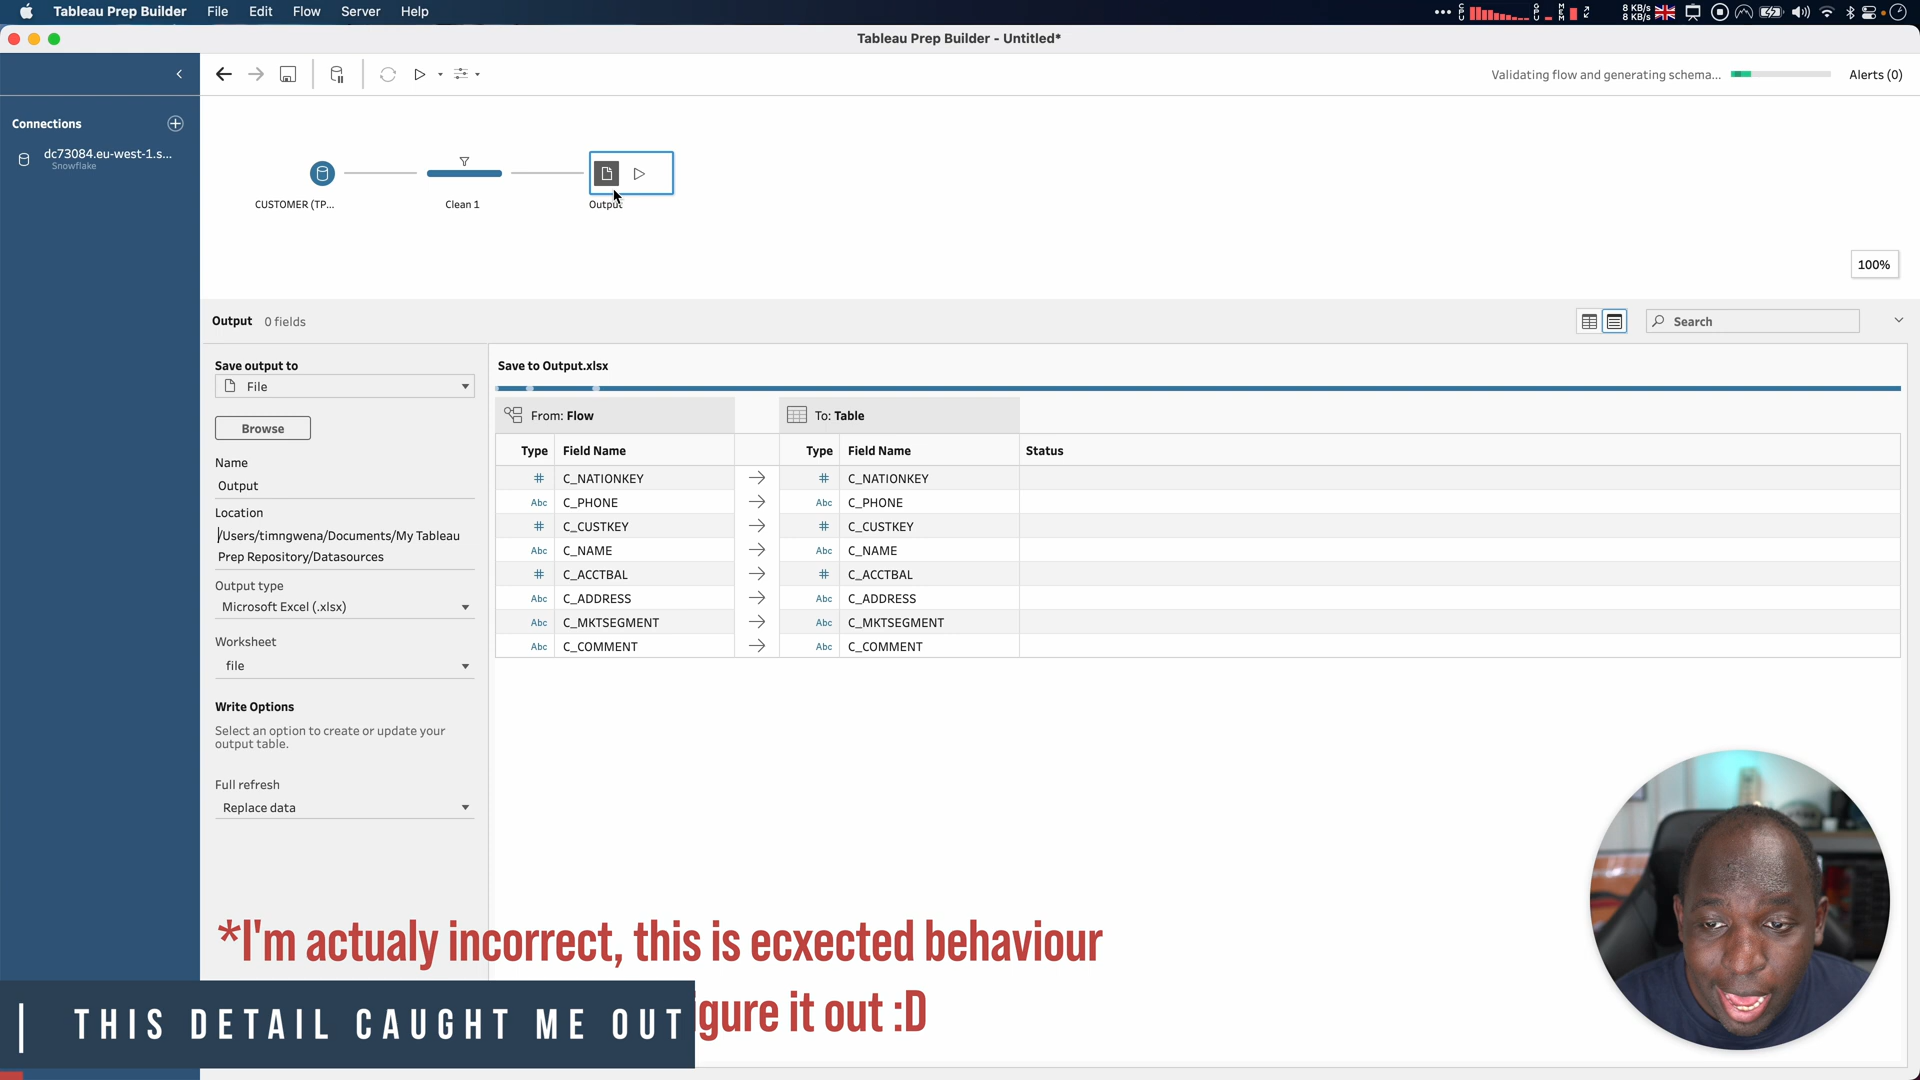 Tableau Prep Builder File Edit Flow Server Help
8 KB/s
8 KB/s
Tableau Prep Builder - Untitled*
Validating flow and generating schema...
Alerts (0)
Connections
dc73084.eu-west-1.s...
Snowflake
CUSTOMER (TP...
Clean 1
Output
100%
Output 0 fields
Search
Save output to
File
Browse
Name
Output
Location
/Users/timngwena/Documents/My Tableau
Prep Repository/Datasources
Output type
Microsoft Excel (.xlsx)
Worksheet
file
Write Options
Select an option to create or update your
output table.
Full refresh
Replace data
Save to Output.xlsx
From: Flow To: Table
Type Field Name Type Field Name Status
# C_NATIONKEY # C_NATIONKEY
Abc C_PHONE Abc C_PHONE
# C_CUSTKEY # C_CUSTKEY
Abc C_NAME Abc C_NAME
# C_ACCTBAL # C_ACCTBAL
Abc C_ADDRESS Abc C_ADDRESS
Abc C_MKTSEGMENT Abc C_MKTSEGMENT
Abc C_COMMENT Abc C_COMMENT
*I'm actualy incorrect, this is ecxected behaviour
igure it out :D
THIS DETAIL CAUGHT ME OUT